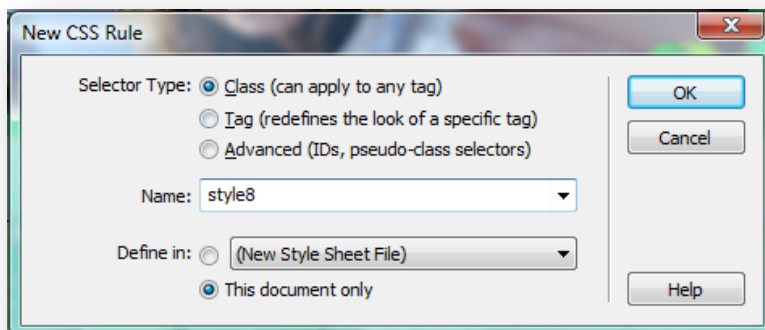 New CSS Rule
Selector Type: Class (can apply to any tag)
OK
Tag (redefines the look of a specific tag)
Advanced (IDs, pseudo-class selectors)
Cancel
Name: style8
Define in: (New Style Sheet File)
This document only
Help